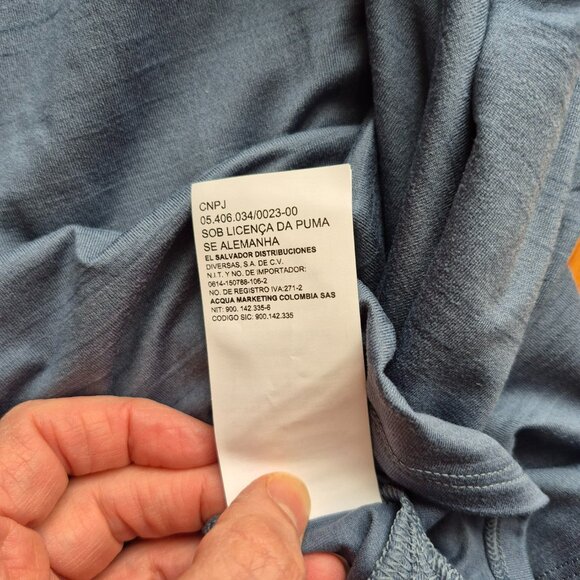 CNPJ
05.406.034/0023-00
SOB LICENÇA DA PUMA
SE ALEMANHA
EL SALVADOR DISTRIBUCIONES
DIVERSAS, S.A. DE C.V.
N.I.T. Y NO. DE IMPORTADOR:
0614-150788-106-2
NO. DE REGISTRO IVA:271-2
ACQUA MARKETING COLOMBIA SAS
NIT: 900. 142.335-6
CODIGO SIC: 900.142.335